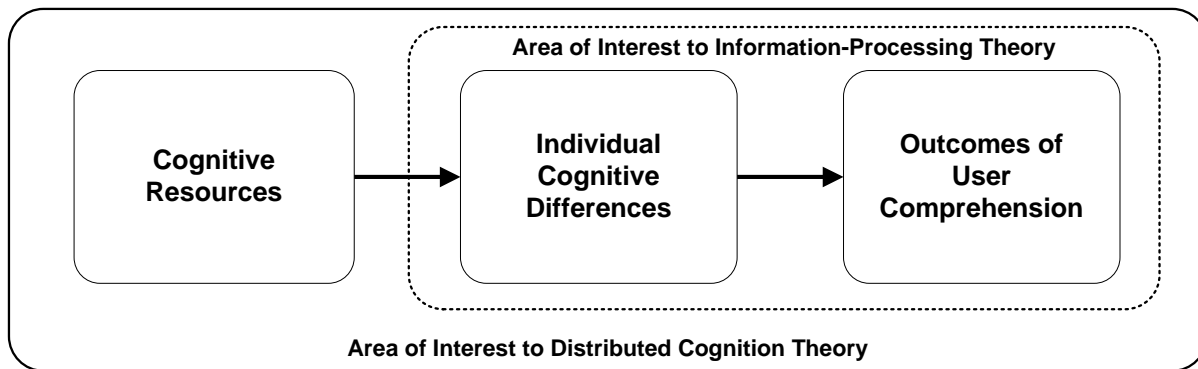 Area of Interest to Information-Processing Theory
Cognitive
Resources
Individual
Cognitive
Differences
Outcomes of
User
Comprehension
Area of Interest to Distributed Cognition Theory